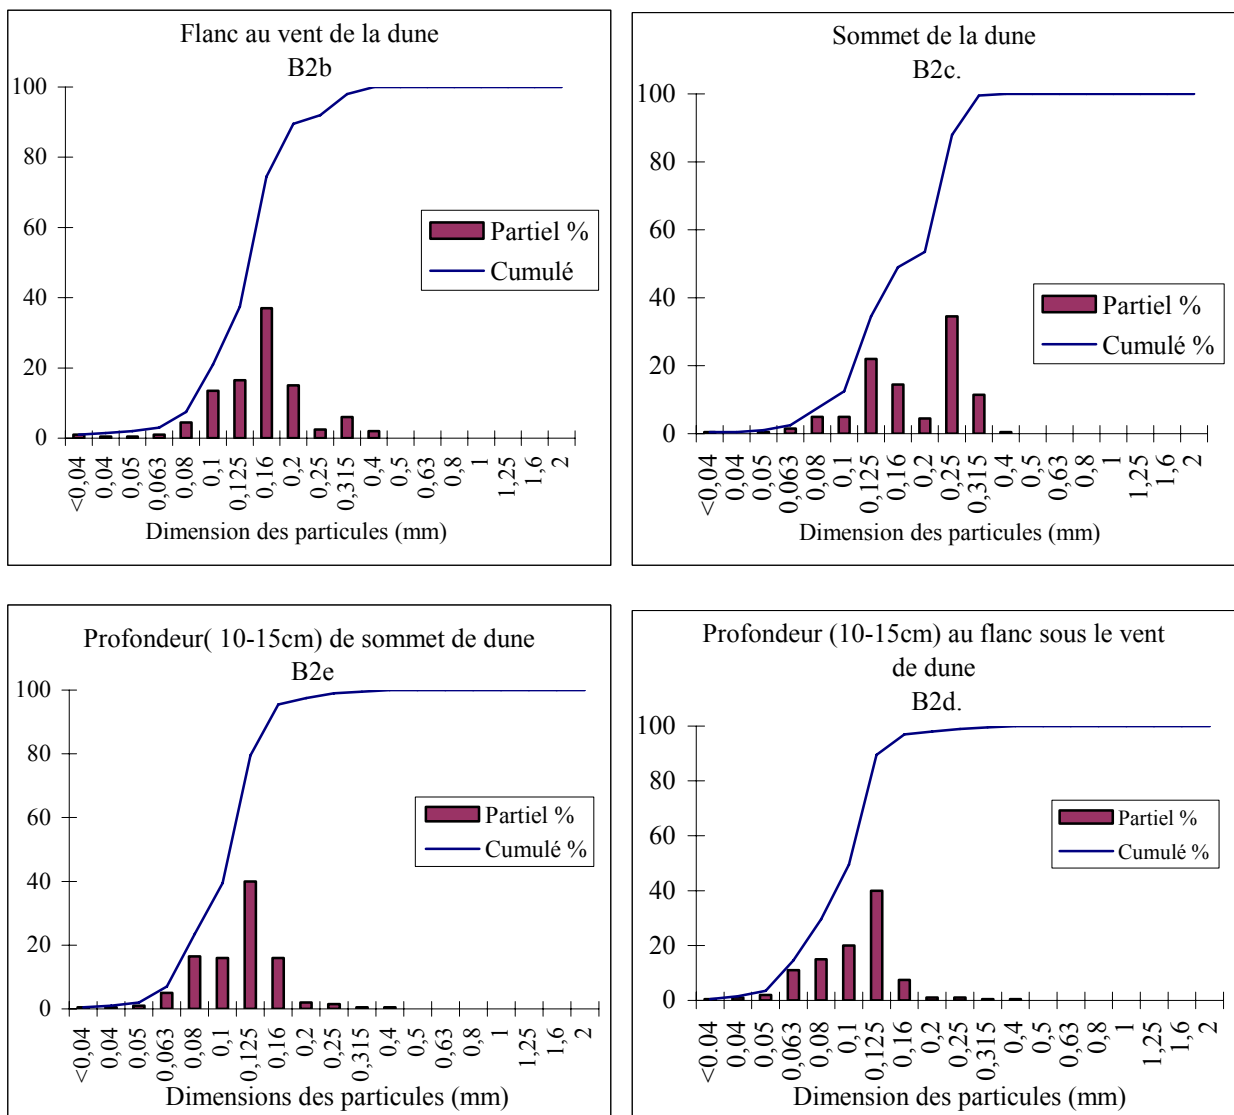 Flanc au vent de la dune
B2b
100
80
60
40
20
0
Partiel %
Cumulé
<0,04 0,04 0,05 0,063 0,08 0,1 0,125 0,16 0,2 0,25 0,315 0,4 0,5 0,63 0,8 1 1,25 1,6 2
Dimension des particules (mm)
Sommet de la dune
B2c.
100
80
60
40
20
0
Partiel %
Cumulé %
<0,04 0,04 0,05 0,063 0,08 0,1 0,125 0,16 0,2 0,25 0,315 0,4 0,5 0,63 0,8 1 1,25 1,6 2
Dimension des particules (mm)
Profondeur( 10-15cm) de sommet de dune
B2e
100
80
60
40
20
0
Partiel %
Cumulé %
<0,04 0,04 0,05 0,063 0,08 0,1 0,125 0,16 0,2 0,25 0,315 0,4 0,5 0,63 0,8 1 1,25 1,6 2
Dimensions des particules (mm)
Profondeur (10-15cm) au flanc sous le vent
de dune
B2d.
100
80
60
40
20
0
Partiel %
Cumulé %
<0.04 0,04 0,05 0,063 0,08 0,1 0,125 0,16 0,2 0,25 0,315 0,4 0,5 0,63 0,8 1 1,25 1,6 2
Dimension des particules (mm)